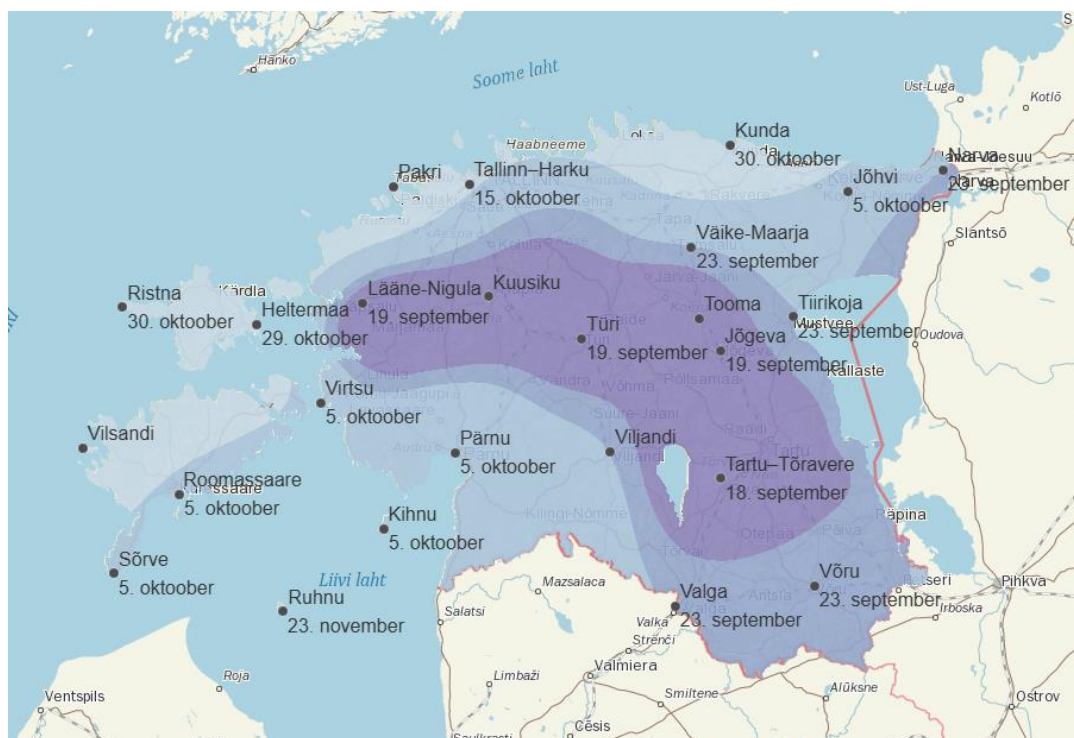 Hanko
Soome laht
Ust-Luga
Kotlõ
Haabneeme
Loksa
Kunda
30. oktoober
Pakri
Tallinn–Harku
15. oktoober
Jõhvi
5. oktoober
Narva
23. september
Slantsõ
Väike-Maarja
23. september
Ristna
30. oktoober
Kärdla
Heltermaa
29. oktoober
Lääne-Nigula
19. september
Kuusiku
Türi
19. september
Tooma
Jõgeva
19. september
Tiirikoja
23. september
Mustvee
Oudova
Kallaste
Virtsu
5. oktoober
Vilsandi
Pärnu
5. oktoober
Viljandi
Tartu–Tõravere
18. september
Roomassaare
5. oktoober
Kihnu
5. oktoober
Räpina
Sõrve
5. oktoober
Liivi laht
Ruhnu
23. november
Mazsalaca
Salatsi
Valga
23. september
Valka
Võru
23. september
Petseri
Pihkva
Irboska
Strenči
Valmiera
Roja
Ventspils
Limbaži
Smiltene
Alūksne
Ostrov
Cēsis
Saulkrasti